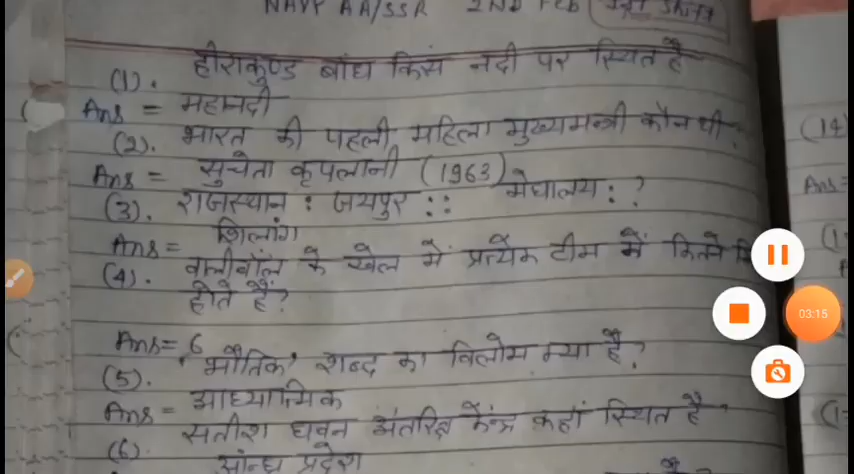 NAVY AA/SSR 2ND Feb
(1). हीराकुण्ड बांध किस नदी पर स्थित है
Ans = महानदी
(2). भारत की पहली महिला मुख्यमन्त्री कौन थी.
Ans = सुचेता कृपलानी (1963)
(3). राजस्थान : जयपुर :: मेघालय : ?
Ans = शिलांग
(4). वालीवॉल के खेल में प्रत्येक टीम में कितने
होते हैं?
Ans = 6
(5). 'भौतिक' शब्द का विलोम क्या है?
Ans = आध्यात्मिक
(6). सतीश धवन अंतरिक्ष केंन्द्र कहां स्थित है
आंन्ध्र प्रदेश
(14)
Ans=
03:15